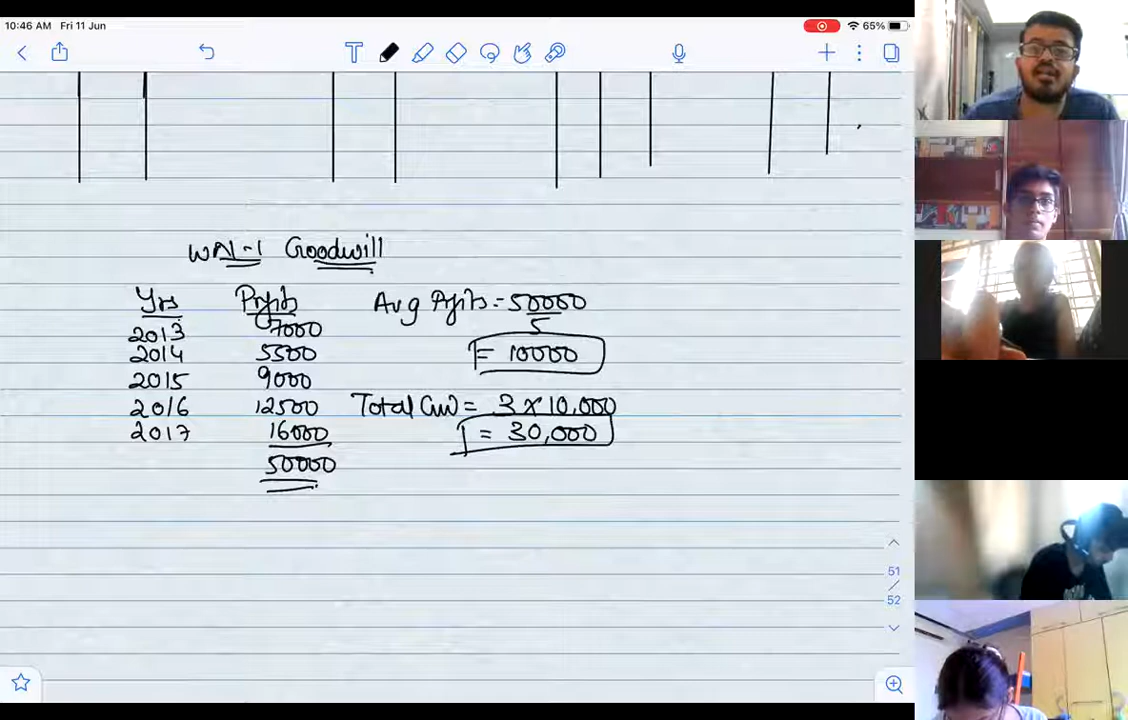 10:46 AM Fri 11 Jun
65%
T
WN-1 Goodwill
Yrs Profits
2013 7000
2014 5500
2015 9000
2016 12500
2017 16000
50000
Avg Profits = 50000
5
= 10000
Total GW = 3 x 10,000
= 30,000
51
52